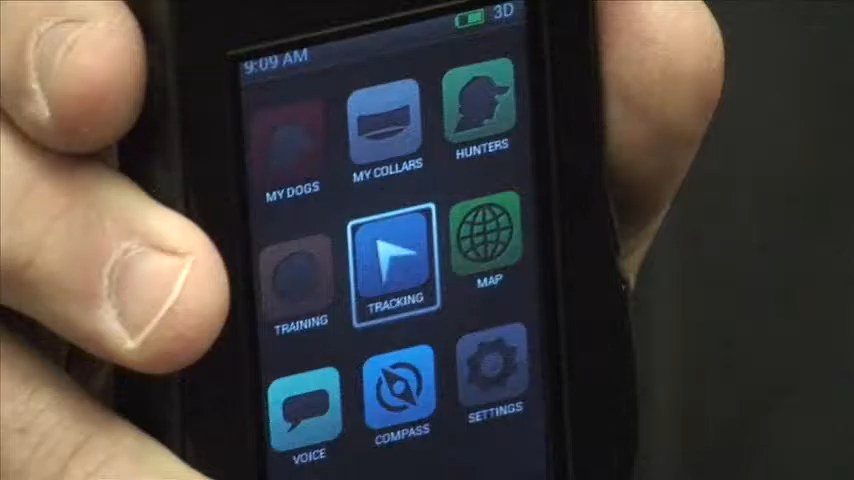 9:09 AM
3D
MY DOGS
MY COLLARS
HUNTERS
TRAINING
TRACKING
MAP
VOICE
COMPASS
SETTINGS